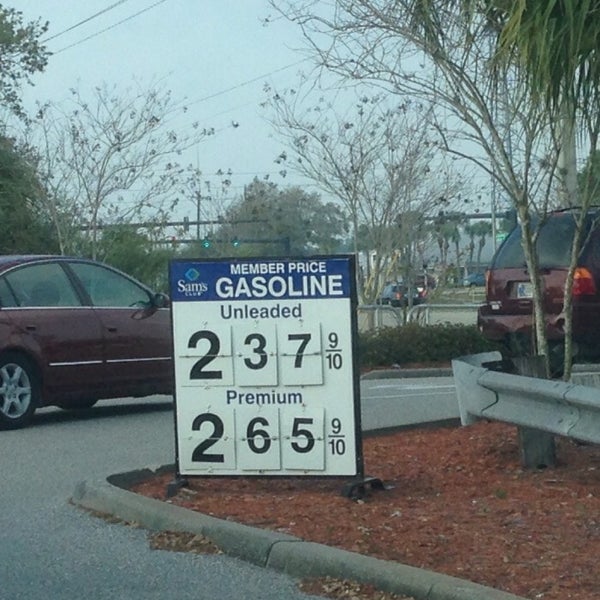 Sam's
CLUB
MEMBER PRICE
GASOLINE
Unleaded
2 3 7 9/10
Premium
2 6 5 9/10